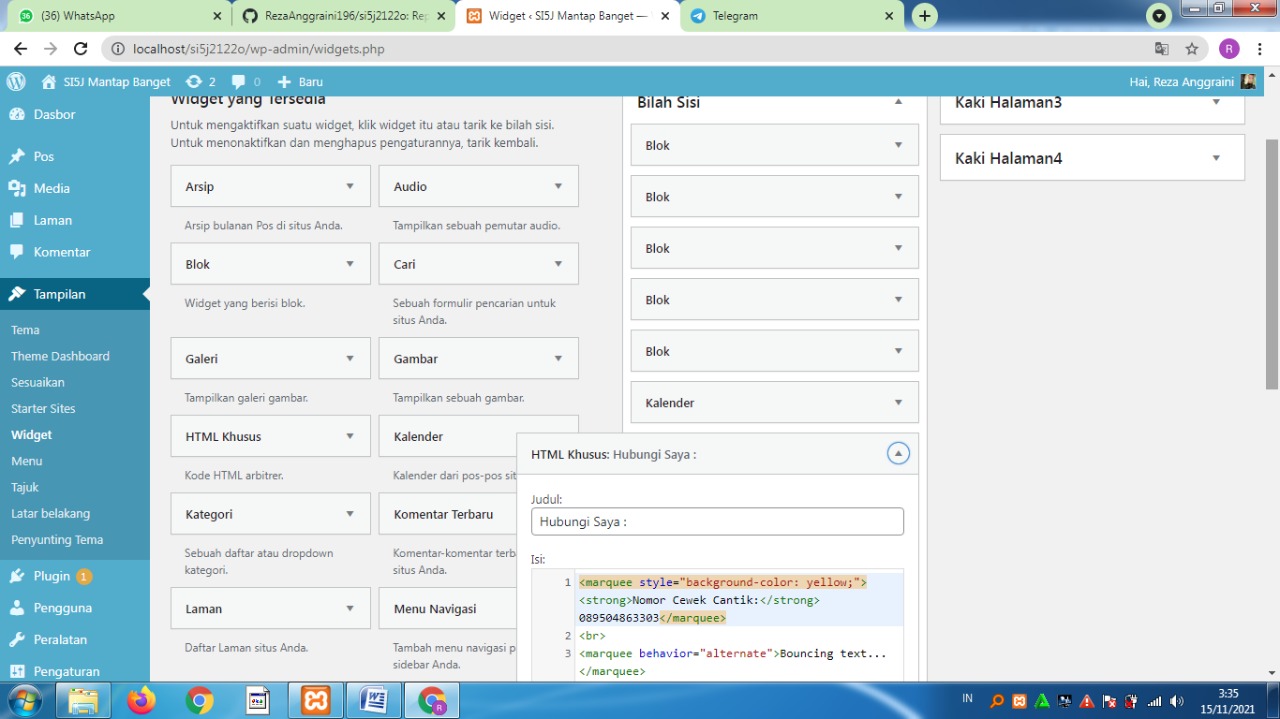 (36) WhatsApp
RezaAnggraini196/si5j2122o: Rep
Widget ‹ SI5J Mantap Banget —
Telegram
localhost/si5j2122o/wp-admin/widgets.php
R
SI5J Mantap Banget
2
0
Baru
Hai, Reza Anggraini
Dasbor
Pos
Media
Laman
Komentar
Tampilan
Tema
Theme Dashboard
Sesuaikan
Starter Sites
Widget
Menu
Tajuk
Latar belakang
Penyunting Tema
Plugin 1
Pengguna
Peralatan
Pengaturan
Widget yang Tersedia
Untuk mengaktifkan suatu widget, klik widget itu atau tarik ke bilah sisi.
Untuk menonaktifkan dan menghapus pengaturannya, tarik kembali.
Arsip
Audio
Arsip bulanan Pos di situs Anda.
Tampilkan sebuah pemutar audio.
Blok
Cari
Widget yang berisi blok.
Sebuah formulir pencarian untuk
situs Anda.
Galeri
Gambar
Tampilkan galeri gambar.
Tampilkan sebuah gambar.
HTML Khusus
Kalender
Kode HTML arbitrer.
Kalender dari pos-pos sit
Kategori
Komentar Terbaru
Sebuah daftar atau dropdown
kategori.
Komentar-komentar terb
situs Anda.
Laman
Menu Navigasi
Daftar Laman situs Anda.
Tambah menu navigasi p
sidebar Anda.
Bilah Sisi
Blok
Blok
Blok
Blok
Blok
Kalender
HTML Khusus: Hubungi Saya :
Judul:
Hubungi Saya :
Isi:
1 <marquee style="background-color: yellow;">
<strong>Nomor Cewek Cantik:</strong>
089504863303</marquee>
2 <br>
3 <marquee behavior="alternate">Bouncing text...
</marquee>
Kaki Halaman3
Kaki Halaman4
IN
3:35
15/11/2021